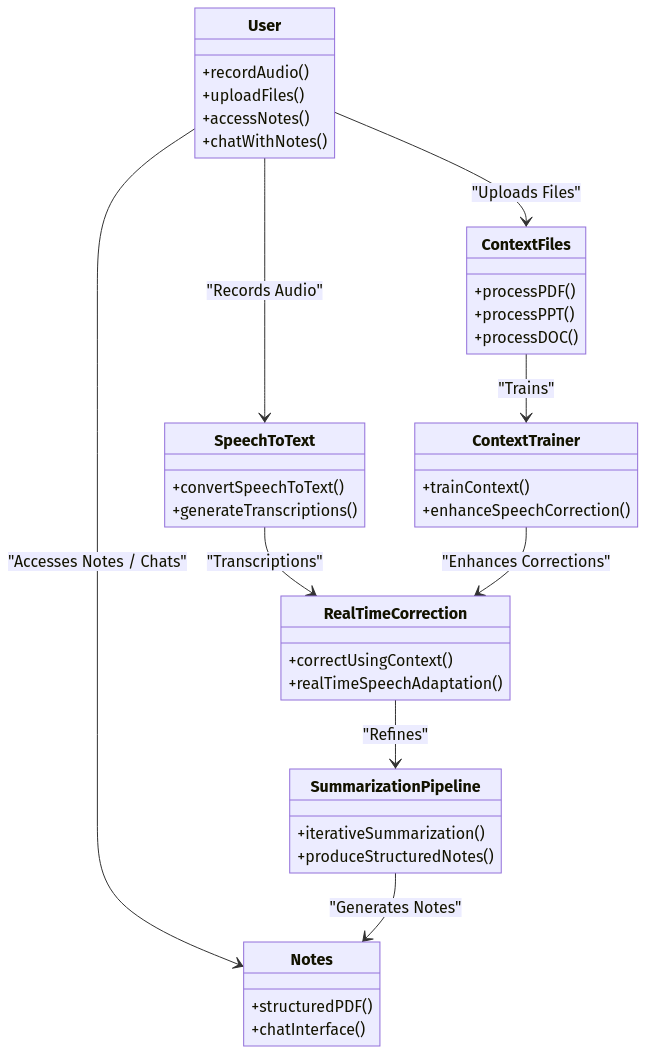 User
+recordAudio()
+uploadFiles()
+accessNotes()
+chatWithNotes()
"Uploads Files"
ContextFiles
+processPDF()
+processPPT()
+processDOC()
"Records Audio"
"Trains"
SpeechToText
+convertSpeechToText()
+generateTranscriptions()
ContextTrainer
+trainContext()
+enhanceSpeechCorrection()
"Accesses Notes / Chats"
"Transcriptions"
"Enhances Corrections"
RealTimeCorrection
+correctUsingContext()
+realTimeSpeechAdaptation()
"Refines"
SummarizationPipeline
+iterativeSummarization()
+produceStructuredNotes()
"Generates Notes"
Notes
+structuredPDF()
+chatInterface()